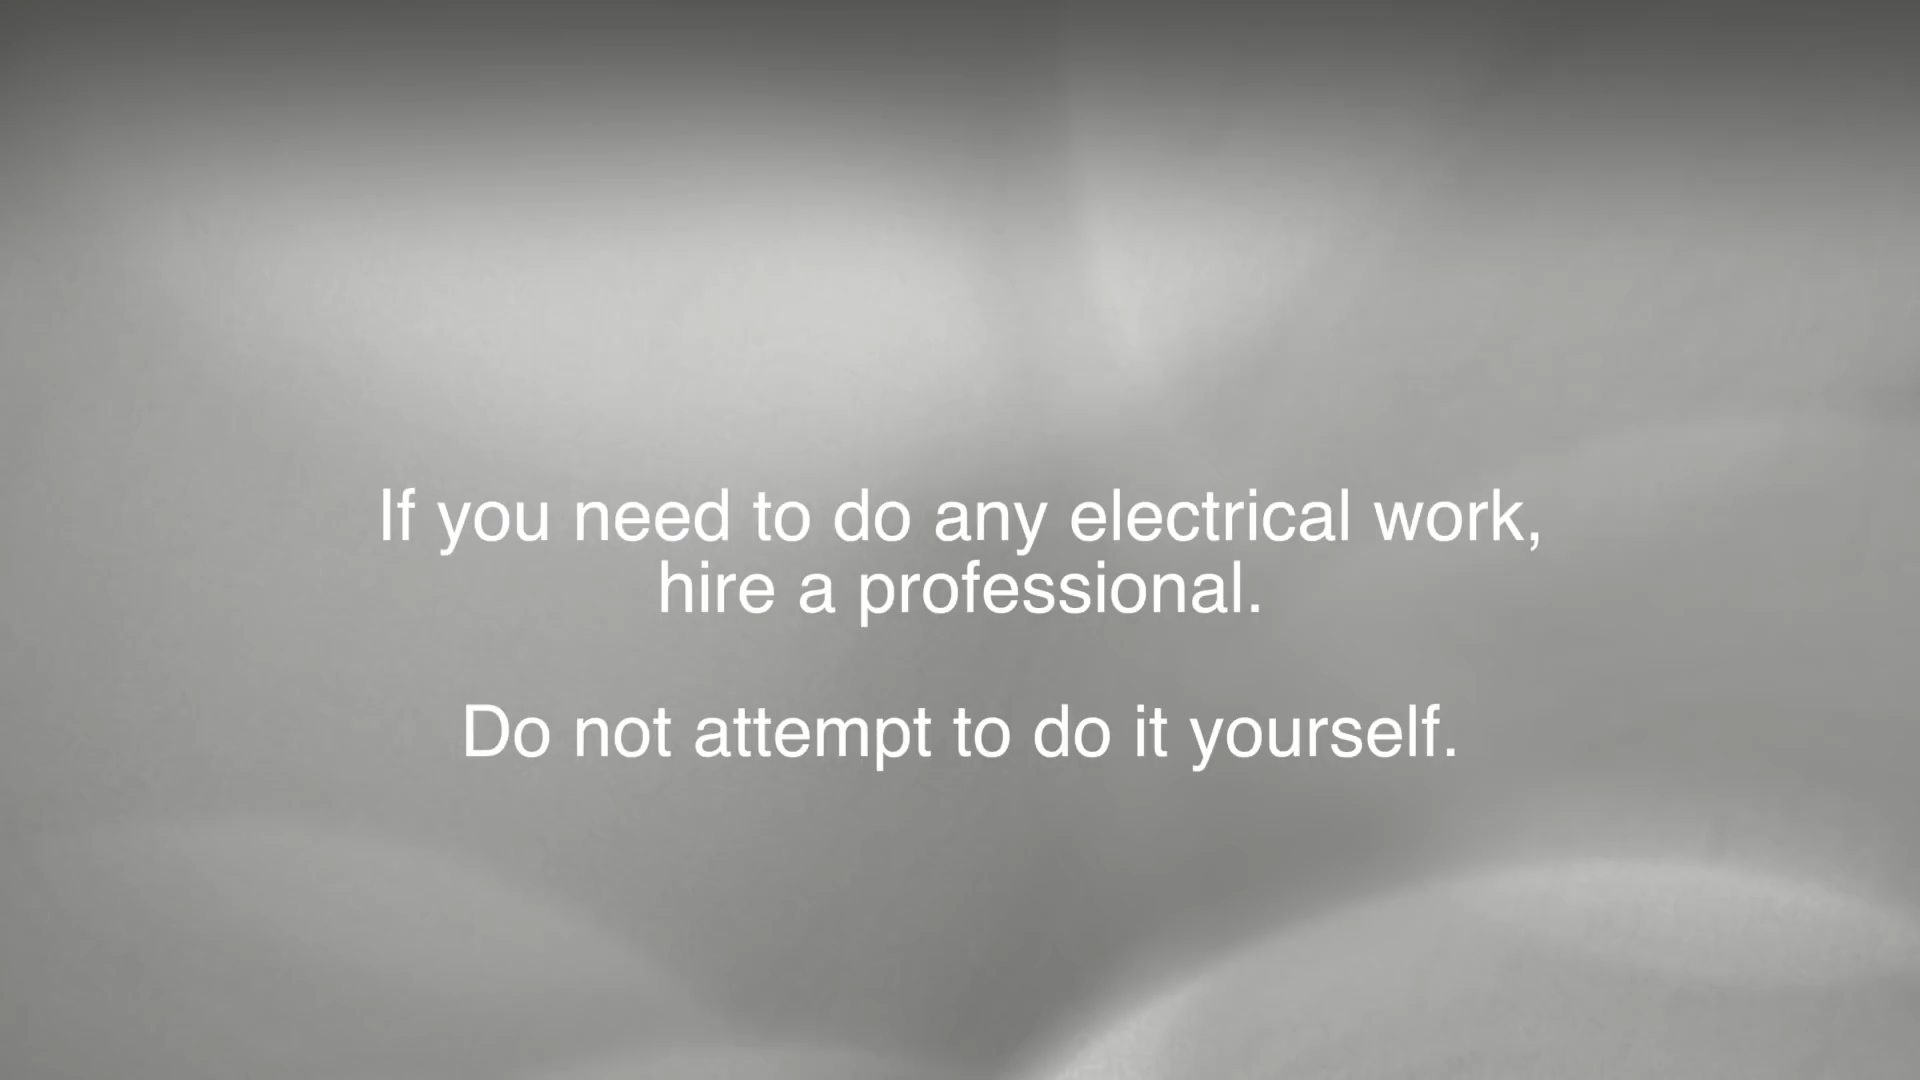 If you need to do any electrical work,
hire a professional.
Do not attempt to do it yourself.